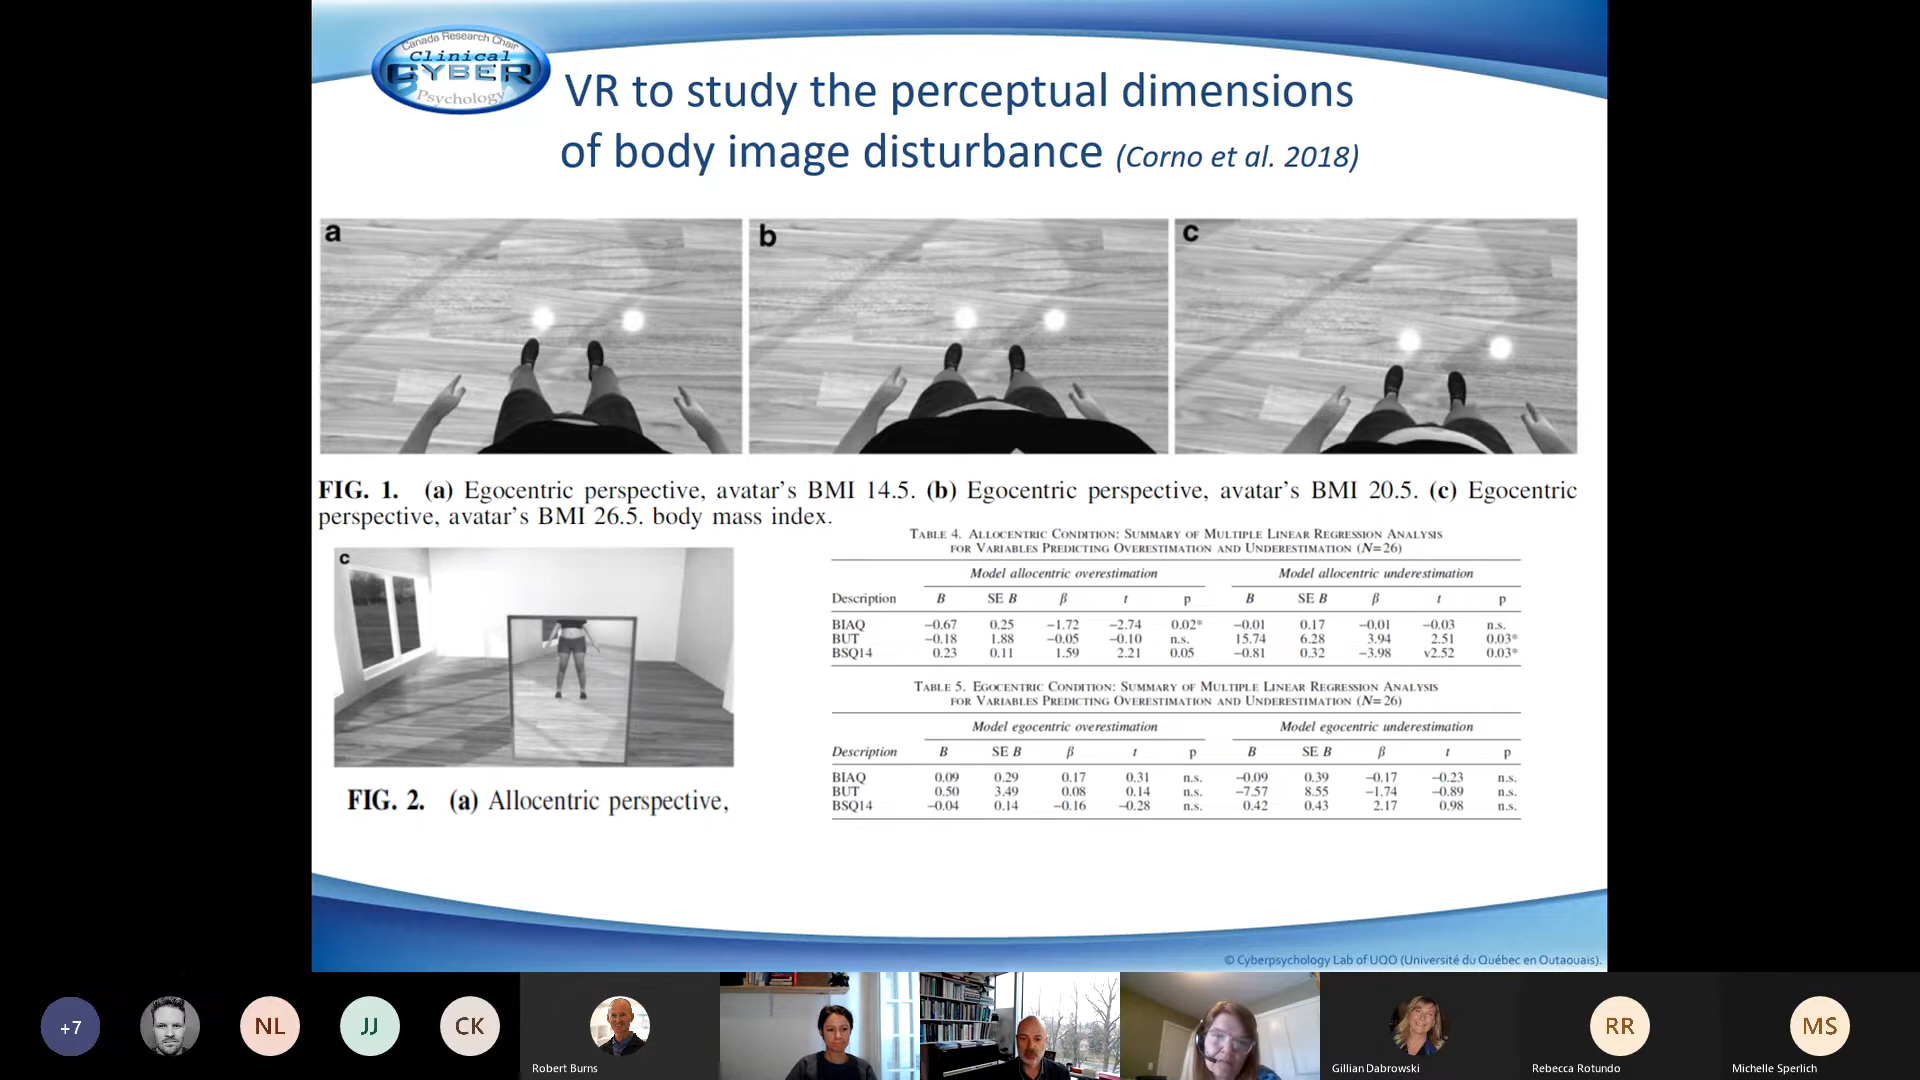 Canada Research Chair
Clinical
CYBER
Psychology
VR to study the perceptual dimensions
of body image disturbance (Corno et al. 2018)
a
b
c
FIG. 1. (a) Egocentric perspective, avatar's BMI 14.5. (b) Egocentric perspective, avatar's BMI 20.5. (c) Egocentric
perspective, avatar's BMI 26.5. body mass index.
c
FIG. 2. (a) Allocentric perspective,
TABLE 4. ALLOCENTRIC CONDITION: SUMMARY OF MULTIPLE LINEAR REGRESSION ANALYSIS
FOR VARIABLES PREDICTING OVERESTIMATION AND UNDERESTIMATION (N=26)
Model allocentric overestimation Model allocentric underestimation
Description B SE B β t p B SE B β t p
BIAQ −0.67 0.25 −1.72 −2.74 0.02* −0.01 0.17 −0.01 −0.03 n.s.
BUT −0.18 1.88 −0.05 −0.10 n.s. 15.74 6.28 3.94 2.51 0.03*
BSQ14 0.23 0.11 1.59 2.21 0.05 −0.81 0.32 −3.98 v2.52 0.03*
TABLE 5. EGOCENTRIC CONDITION: SUMMARY OF MULTIPLE LINEAR REGRESSION ANALYSIS
FOR VARIABLES PREDICTING OVERESTIMATION AND UNDERESTIMATION (N=26)
Model egocentric overestimation Model egocentric underestimation
Description B SE B β t p B SE B β t p
BIAQ 0.09 0.29 0.17 0.31 n.s. −0.09 0.39 −0.17 −0.23 n.s.
BUT 0.50 3.49 0.08 0.14 n.s. −7.57 8.55 −1.74 −0.89 n.s.
BSQ14 −0.04 0.14 −0.16 −0.28 n.s. 0.42 0.43 2.17 0.98 n.s.
© Cyberpsychology Lab of UQO (Université du Québec en Outaouais).
+7
NL
JJ
CK
RR
MS
Robert Burns
Gillian Dabrowski
Rebecca Rotundo
Michelle Sperlich